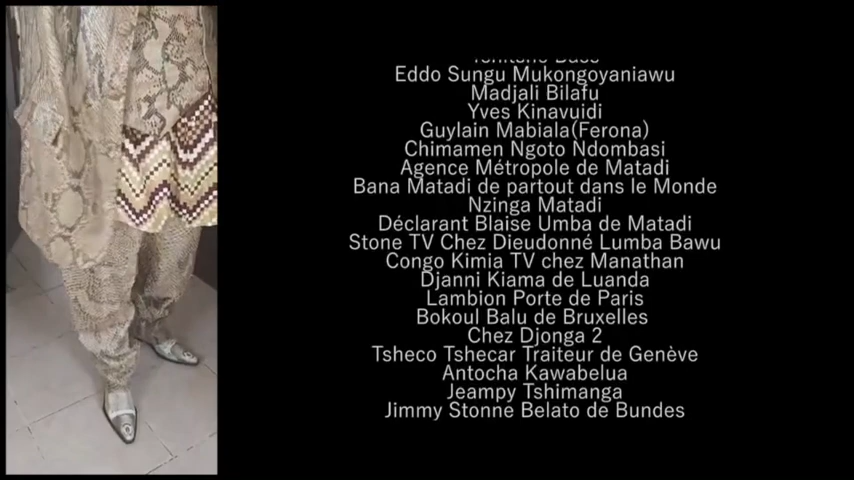 Eddo Sungu Mukongoyaniawu
Madjali Bilafu
Yves Kinavuidi
Guylain Mabiala(Ferona)
Chimamen Ngoto Ndombasi
Agence Métropole de Matadi
Bana Matadi de partout dans le Monde
Nzinga Matadi
Déclarant Blaise Umba de Matadi
Stone TV Chez Dieudonné Lumba Bawu
Congo Kimia TV chez Manathan
Djanni Kiama de Luanda
Lambion Porte de Paris
Bokoul Balu de Bruxelles
Chez Djonga 2
Tsheco Tshecar Traiteur de Genève
Antocha Kawabelua
Jeampy Tshimanga
Jimmy Stonne Belato de Bundes